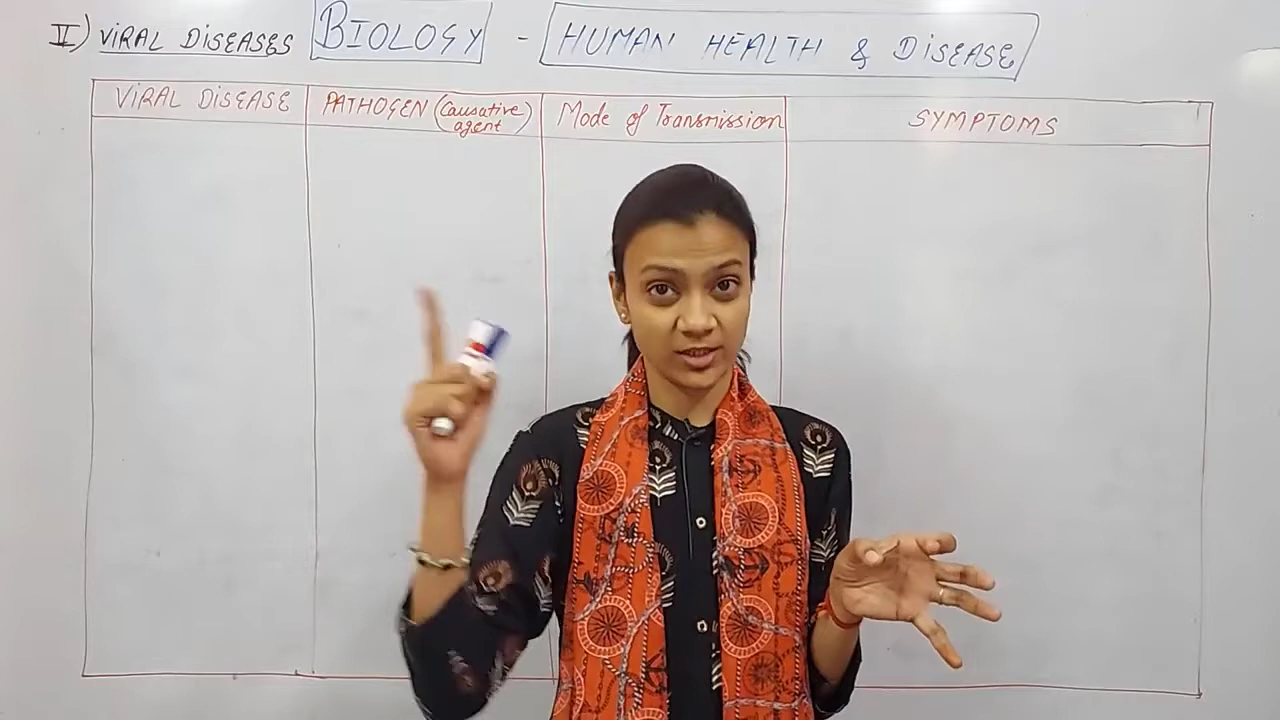 II) VIRAL DISEASES BIOLOGY - HUMAN HEALTH & DISEASE
VIRAL DISEASE PATHOGEN (Causative agent) Mode of Transmission SYMPTOMS